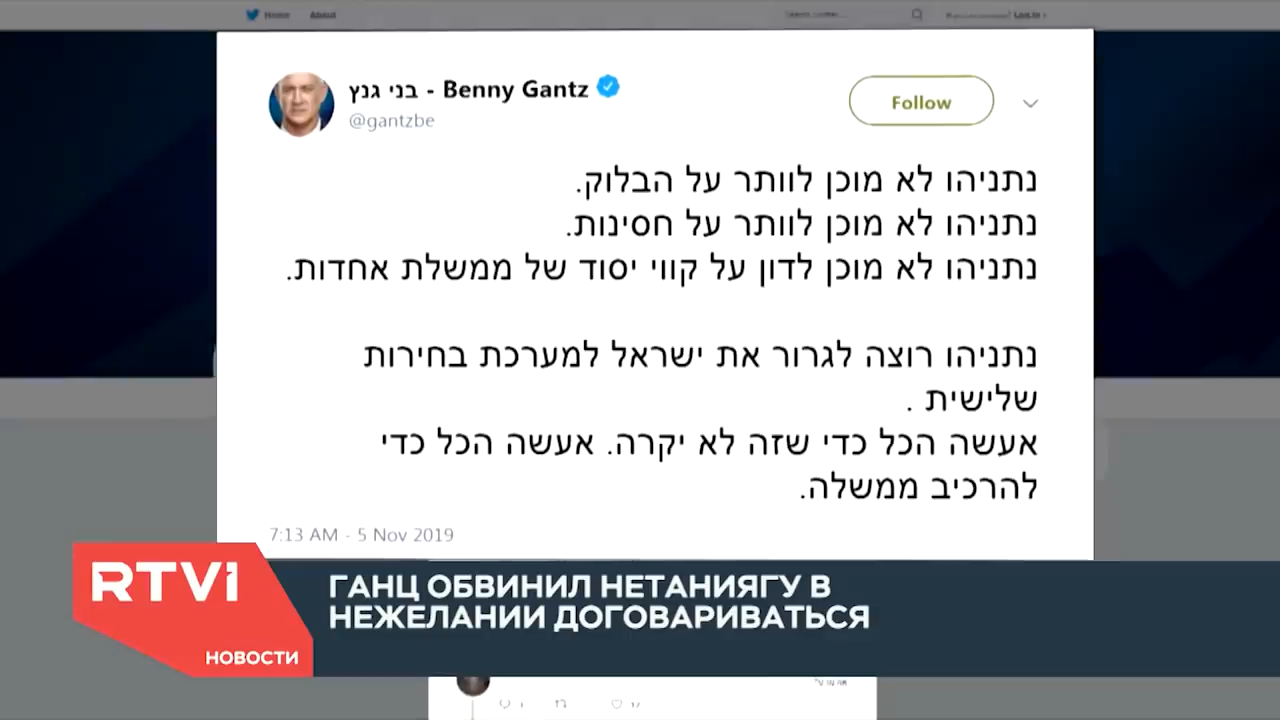 Home About
בני גנץ - Benny Gantz
@gantzbe
Follow
נתניהו לא מוכן לוותר על הבלוק.
נתניהו לא מוכן לוותר על חסינות.
נתניהו לא מוכן לדון על קווי יסוד של ממשלת אחדות.
נתניהו רוצה לגרור את ישראל למערכת בחירות
שלישית .
אעשה הכל כדי שזה לא יקרה. אעשה הכל כדי
להרכיב ממשלה.
7:13 AM - 5 Nov 2019
RTVi
НОВОСТИ
ГАНЦ ОБВИНИЛ НЕТАНИЯГУ В
НЕЖЕЛАНИИ ДОГОВАРИВАТЬСЯ